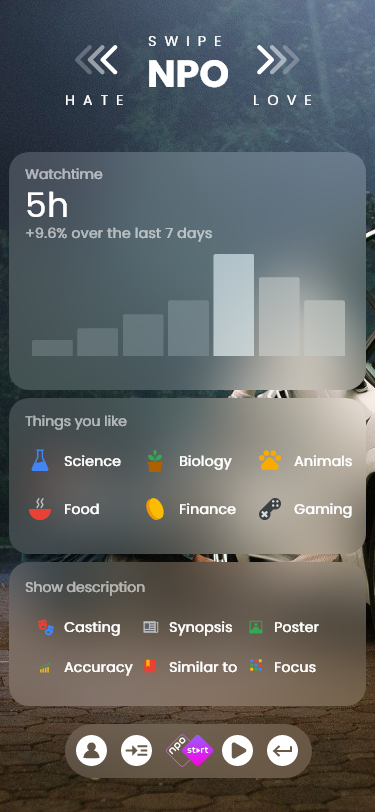 SWIPE
NPO
HATE
LOVE
Watchtime
5h
+9.6% over the last 7 days
Things you like
Science
Biology
Animals
Food
Finance
Gaming
Show description
Casting
Synopsis
Poster
Accuracy
Similar to
Focus
npo
start